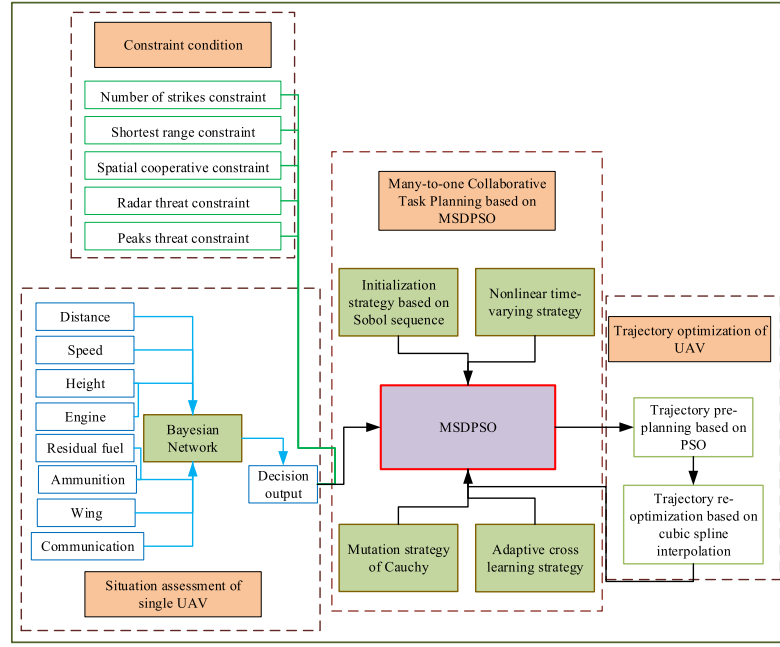 Constraint condition
Number of strikes constraint
Shortest range constraint
Spatial cooperative constraint
Radar threat constraint
Peaks threat constraint
Many-to-one Collaborative
Task Planning based on
MSDPSO
Initialization
strategy based on
Sobol sequence
Nonlinear time-
varying strategy
Trajectory optimization of
UAV
Distance
Speed
Height
Engine
Residual fuel
Ammunition
Wing
Communication
Bayesian
Network
Decision
output
MSDPSO
Trajectory pre-
planning based on
PSO
Trajectory re-
optimization based on
cubic spline
interpolation
Mutation strategy
of Cauchy
Adaptive cross
learning strategy
Situation assessment of
single UAV